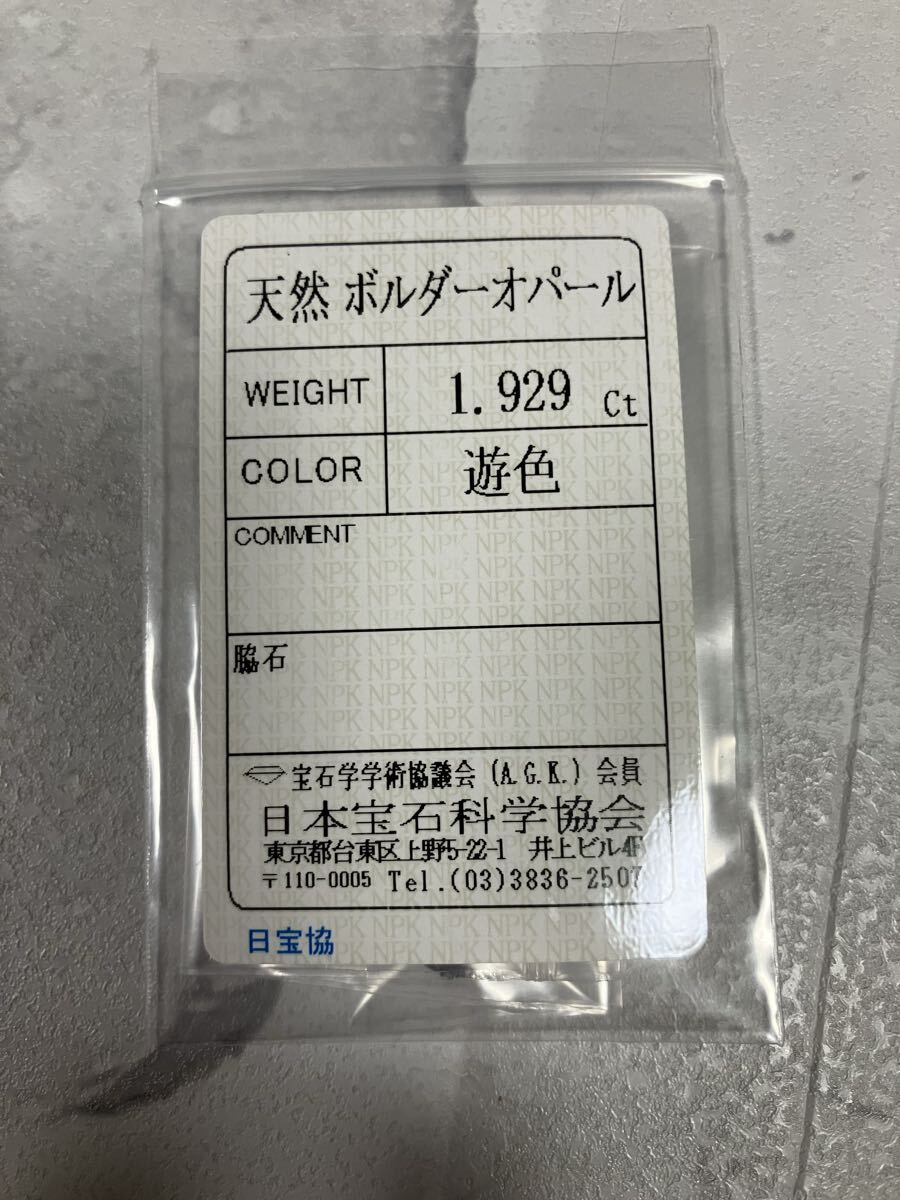 天然 ボルダーオパール
WEIGHT 1.929 Ct
COLOR 遊色
COMMENT
脇石
宝石学学術協議会 (A.G.K.) 会員
日本宝石科学協会
東京都台東区上野5-22-1 井上ビル4F
〒110-0005 Tel.(03)3836-2507
日宝協